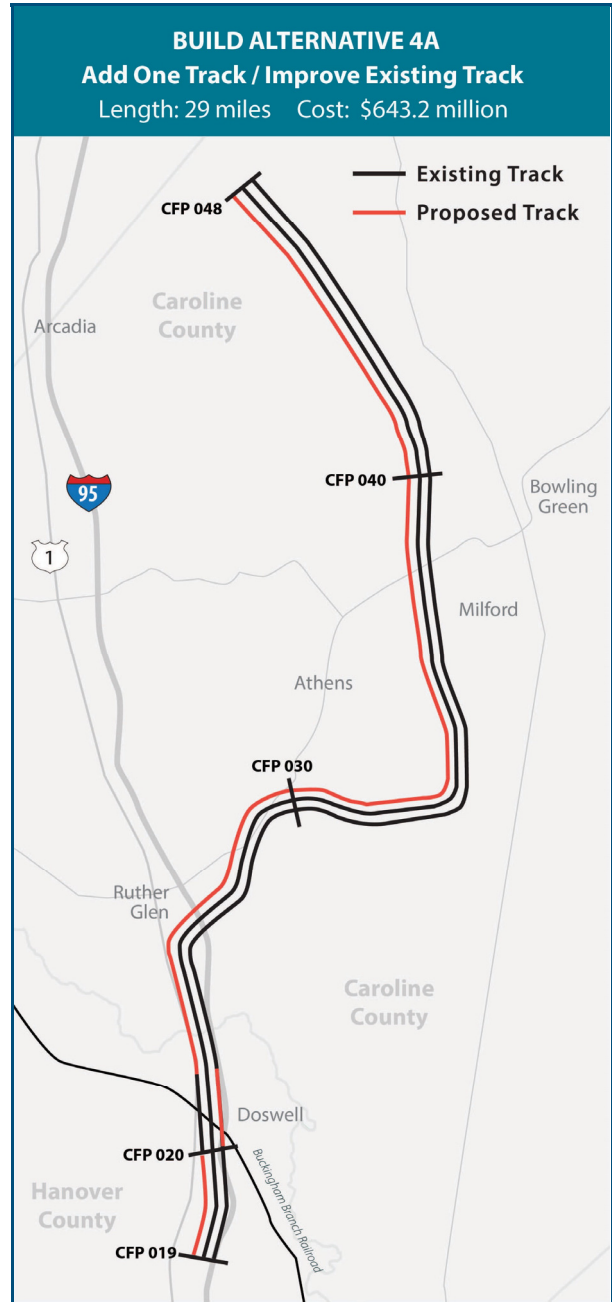 BUILD ALTERNATIVE 4A
Add One Track / Improve Existing Track
Length: 29 miles Cost: $643.2 million
Existing Track
Proposed Track
CFP 048
Caroline
County
Arcadia
95
CFP 040
Bowling
Green
1
Milford
Athens
CFP 030
Ruther
Glen
Caroline
County
Doswell
CFP 020
Buckingham Branch Railroad
Hanover
County
CFP 019